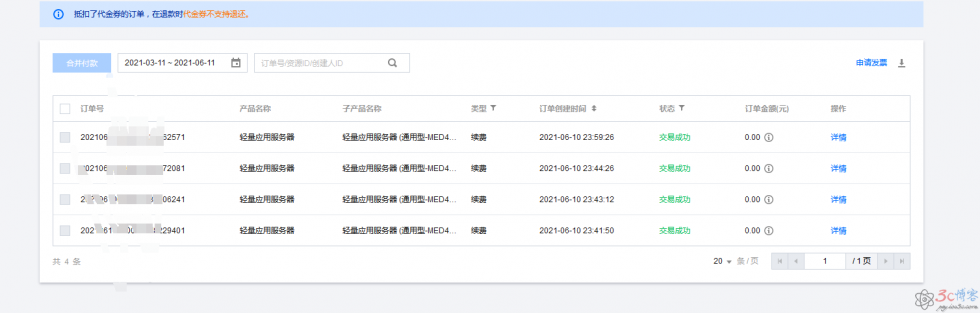 抵扣了代金券的订单，在退款时代金券不支持退还。
合并付款 2021-03-11 ~ 2021-06-11 订单号/资源ID/创建人ID 申请发票
订单号 产品名称 子产品名称 类型 订单创建时间 状态 订单金额(元) 操作
202106 62571 轻量应用服务器 轻量应用服务器 (通用型-MED4... 续费 2021-06-10 23:59:26 交易成功 0.00 详情
202106 72081 轻量应用服务器 轻量应用服务器 (通用型-MED4... 续费 2021-06-10 23:44:26 交易成功 0.00 详情
06241 轻量应用服务器 轻量应用服务器 (通用型-MED4... 续费 2021-06-10 23:43:12 交易成功 0.00 详情
229401 轻量应用服务器 轻量应用服务器 (通用型-MED4... 续费 2021-06-10 23:41:50 交易成功 0.00 详情
共 4 条 20 条/页 1 /1页
3c博客